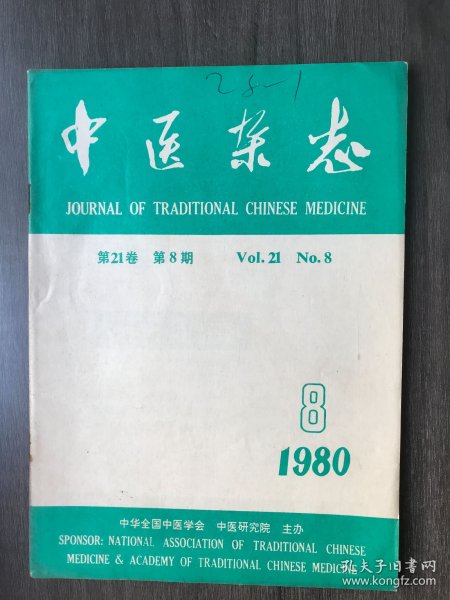 28-1
中医杂志
JOURNAL OF TRADITIONAL CHINESE MEDICINE
第21卷 第8期 Vol. 21 No. 8
8
1980
中华全国中医学会 中医研究院 主办
SPONSOR: NATIONAL ASSOCIATION OF TRADITIONAL CHINESE
MEDICINE & ACADEMY OF TRADITIONAL CHINESE MEDICINE
孔夫子旧书网
www.kongfz.com